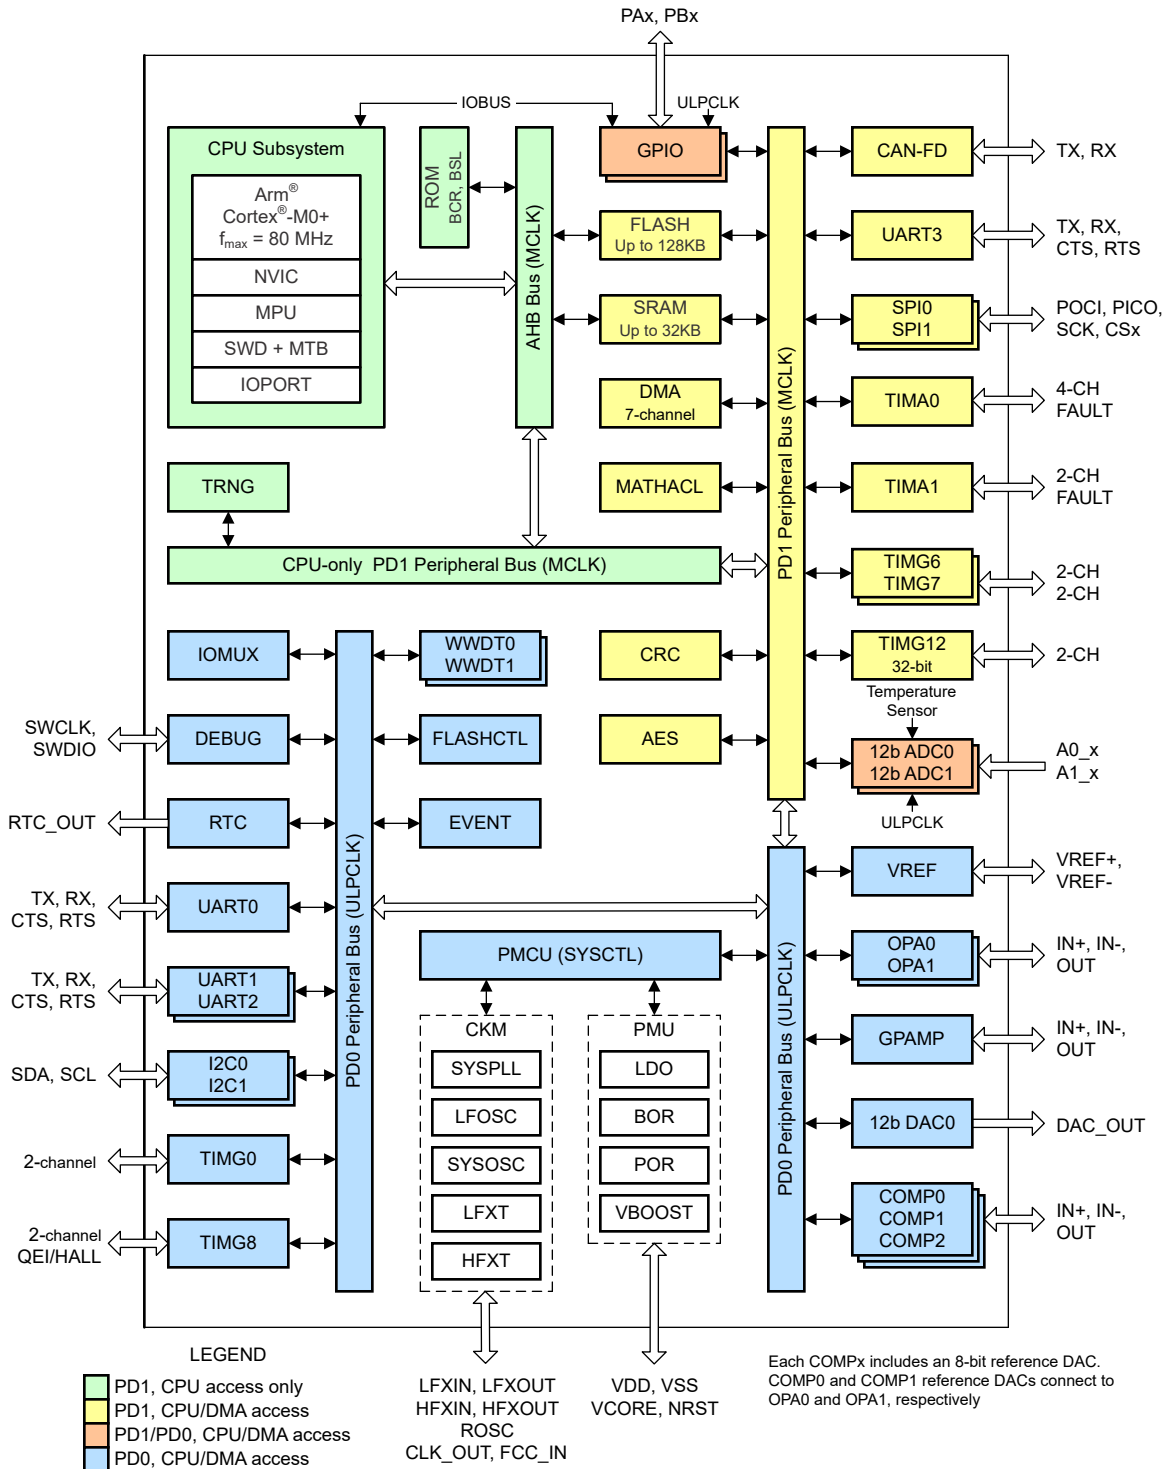 PAx, PBx
IOBUS
ULPCLK
CPU Subsystem
Arm®
Cortex®-M0+
fmax = 80 MHz
NVIC
MPU
SWD + MTB
IOPORT
ROM
BCR, BSL
AHB Bus (MCLK)
GPIO
FLASH
Up to 128KB
SRAM
Up to 32KB
DMA
7-channel
MATHACL
CRC
AES
PD1 Peripheral Bus (MCLK)
CAN-FD
TX, RX
UART3
TX, RX,
CTS, RTS
SPI0
SPI1
POCI, PICO,
SCK, CSx
TIMA0
4-CH
FAULT
TIMA1
2-CH
FAULT
TIMG6
TIMG7
2-CH
2-CH
TIMG12
32-bit
2-CH
Temperature
Sensor
12b ADC0
12b ADC1
A0_x
A1_x
ULPCLK
TRNG
CPU-only PD1 Peripheral Bus (MCLK)
IOMUX
SWCLK,
SWDIO
DEBUG
RTC_OUT
RTC
TX, RX,
CTS, RTS
UART0
TX, RX,
CTS, RTS
UART1
UART2
SDA, SCL
I2C0
I2C1
2-channel
TIMG0
2-channel
QEI/HALL
TIMG8
PD0 Peripheral Bus (ULPCLK)
WWDT0
WWDT1
FLASHCTL
EVENT
PMCU (SYSCTL)
CKM
SYSPLL
LFOSC
SYSOSC
LFXT
HFXT
PMU
LDO
BOR
POR
VBOOST
PD0 Peripheral Bus (ULPCLK)
VREF
VREF+,
VREF-
OPA0
OPA1
IN+, IN-,
OUT
GPAMP
IN+, IN-,
OUT
12b DAC0
DAC_OUT
COMP0
COMP1
COMP2
IN+, IN-,
OUT
LEGEND
PD1, CPU access only
PD1, CPU/DMA access
PD1/PD0, CPU/DMA access
PD0, CPU/DMA access
LFXIN, LFXOUT
HFXIN, HFXOUT
ROSC
CLK_OUT, FCC_IN
VDD, VSS
VCORE, NRST
Each COMPx includes an 8-bit reference DAC.
COMP0 and COMP1 reference DACs connect to
OPA0 and OPA1, respectively